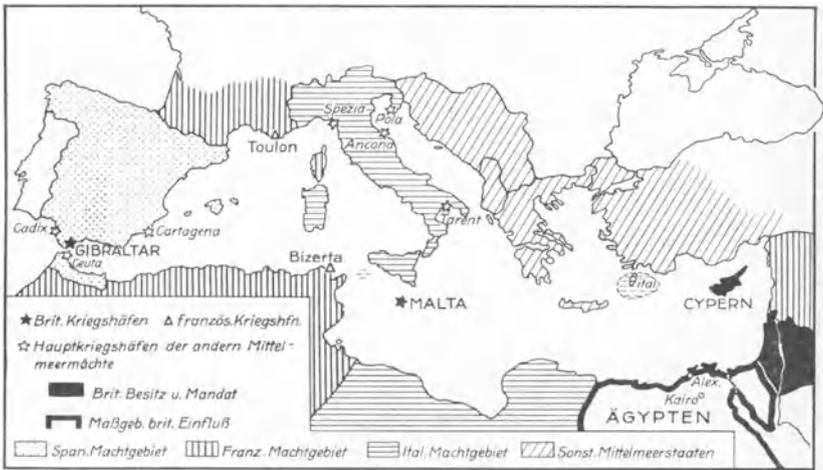 Spezia
Pola
Toulon
Ancona
Cadix
Cartagena
Tarent
GIBRALTAR
Ceuta
Bizerta
ital.
MALTA
CYPERN
Brit. Kriegshäfen französ. Kriegshfn.
Hauptkriegshäfen der andern Mittel-
meermächte
Brit. Besitz u. Mandat
Maßgeb. brit. Einfluß
Alex.
Kairo
ÄGYPTEN
Span. Machtgebiet Franz. Machtgebiet Ital. Machtgebiet Sonst. Mittelmeerstaaten